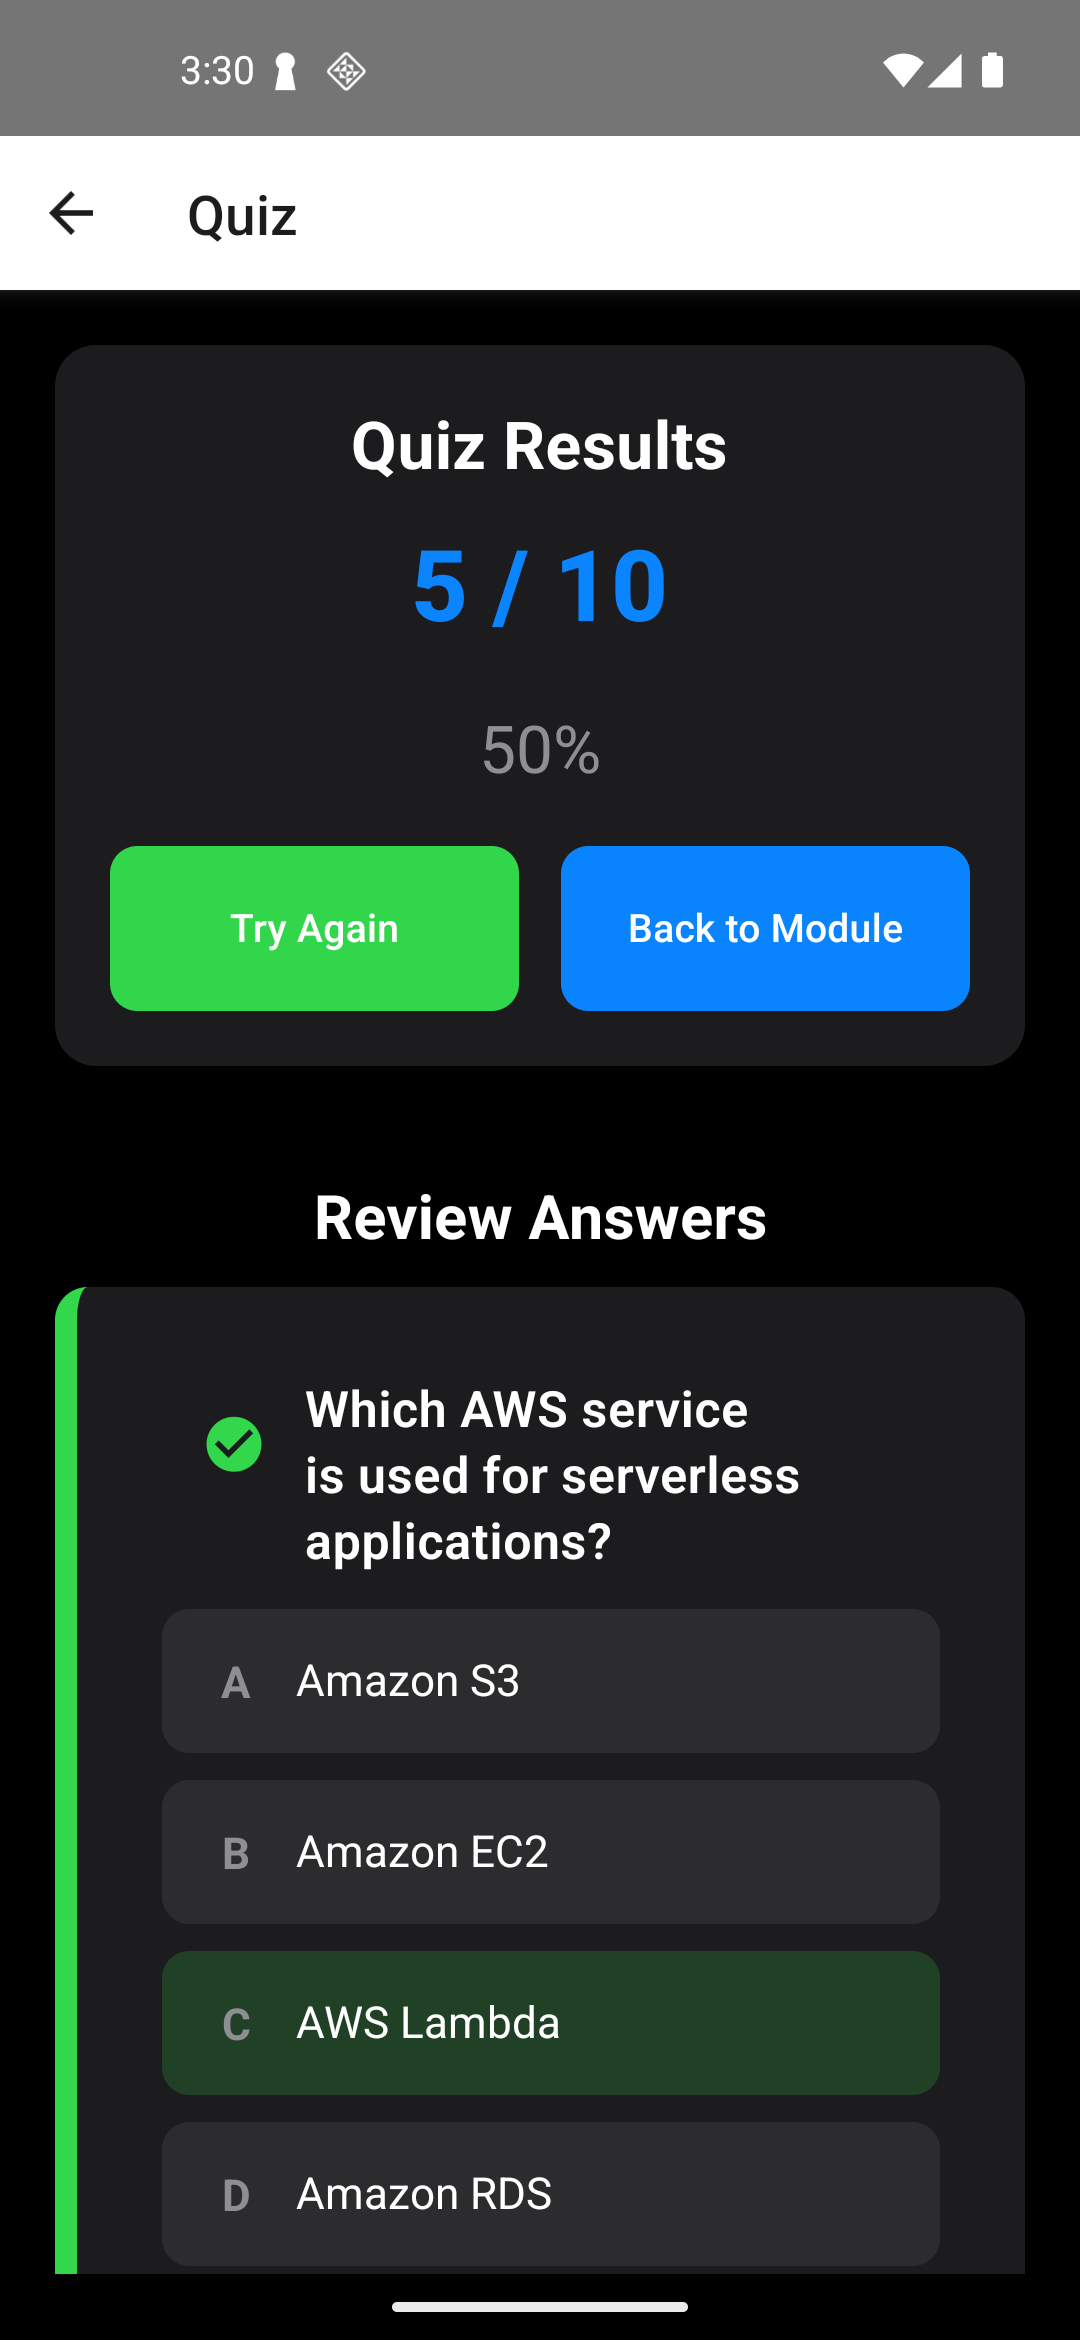 3:30
Quiz
Quiz Results
5 / 10
50%
Try Again
Back to Module
Review Answers
Which AWS service
is used for serverless
applications?
A Amazon S3
B Amazon EC2
C AWS Lambda
D Amazon RDS